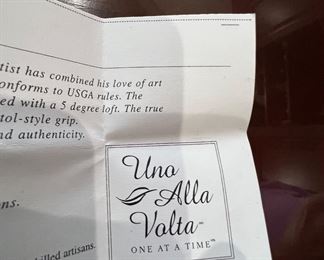 tist has combined his love of art
onforms to USGA rules. The
ed with a 5 degree loft. The true
tol-style grip.
nd authenticity.
ns.
illed artisans.
Uno
Alla
Volta
ONE AT A TIME